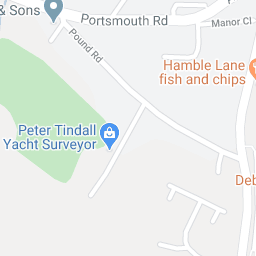 & Sons
Portsmouth Rd
Manor Cl
Pound Rd
Hamble Lane
fish and chips
Peter Tindall
Yacht Surveyor
Deb